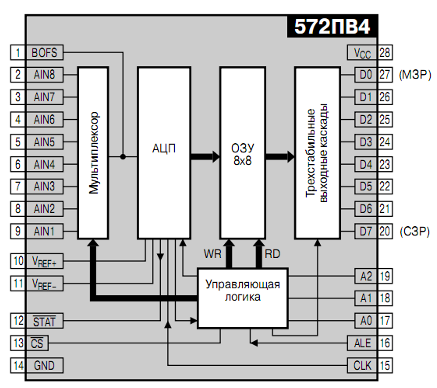 572ПВ4
1 BOFS
2 AIN8
3 AIN7
4 AIN6
5 AIN5
6 AIN4
7 AIN3
8 AIN2
9 AIN1
10 VREF+
11 VREF−
12 STAT
13 CS
14 GND
Мультиплексор
АЦП
ОЗУ
8x8
Трехстабильные
выходные каскады
WR
RD
Управляющая
логика
VCC 28
D0 27 (МЗР)
D1 26
D2 25
D3 24
D4 23
D5 22
D6 21
D7 20 (СЗР)
A2 19
A1 18
A0 17
ALE 16
CLK 15